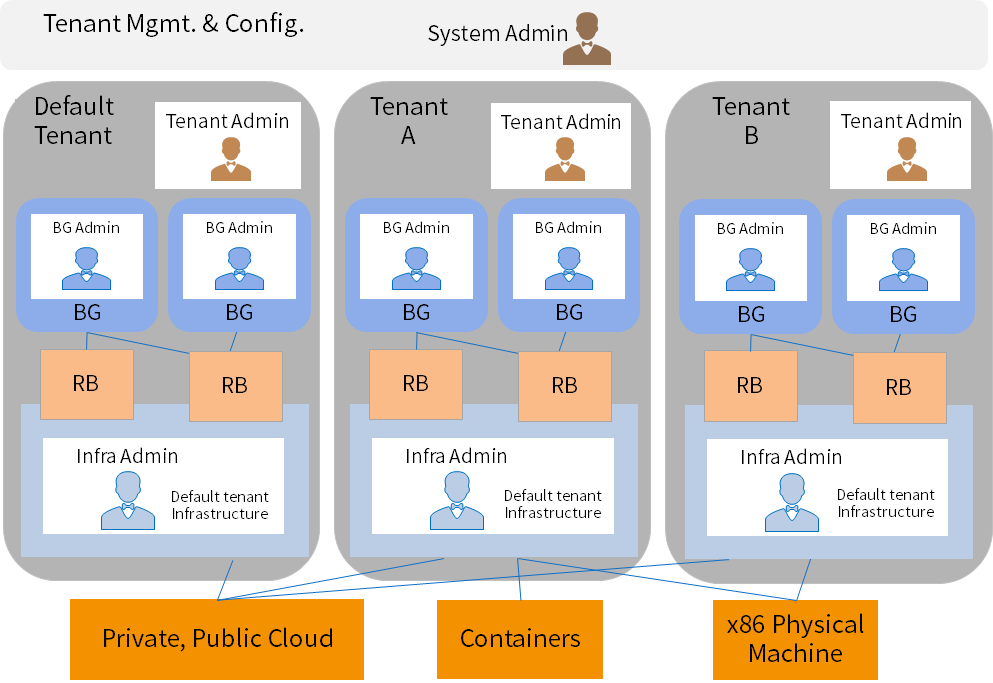 Tenant Mgmt. & Config.
System Admin
Default
Tenant
Tenant Admin
BG Admin
BG
BG Admin
BG
RB
RB
Infra Admin
Default tenant
Infrastructure
Tenant
A
Tenant Admin
BG Admin
BG
BG Admin
BG
RB
RB
Infra Admin
Default tenant
Infrastructure
Tenant
B
Tenant Admin
BG Admin
BG
BG Admin
BG
RB
RB
Infra Admin
Default tenant
Infrastructure
Private, Public Cloud
Containers
x86 Physical
Machine